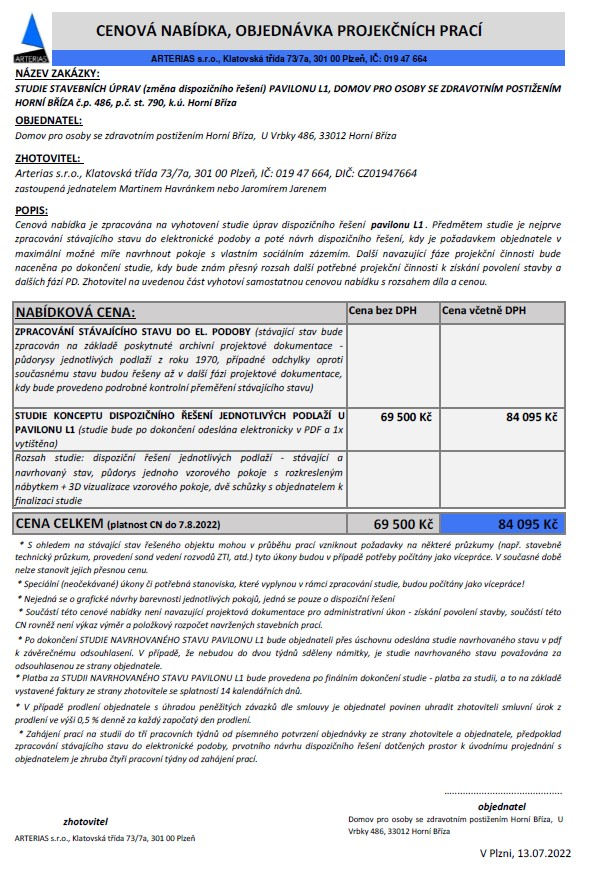 CENOVÁ NABÍDKA, OBJEDNÁVKA PROJEKČNÍCH PRACÍ
ARTERIAS
ARTERIAS s.r.o., Klatovská třída 73/7a, 301 00 Plzeň, IČ: 019 47 664
NÁZEV ZAKÁZKY:
STUDIE STAVEBNÍCH ÚPRAV (změna dispozičního řešení) PAVILONU L1, DOMOV PRO OSOBY SE ZDRAVOTNÍM POSTIŽENÍM
HORNÍ BŘÍZA č.p. 486, p.č. st. 790, k.ú. Horní Bříza
OBJEDNATEL:
Domov pro osoby se zdravotním postižením Horní Bříza, U Vrbky 486, 33012 Horní Bříza
ZHOTOVITEL:
Arterias s.r.o., Klatovská třída 73/7a, 301 00 Plzeň, IČ: 019 47 664, DIČ: CZ01947664
zastoupená jednatelem Martinem Havránkem nebo Jaromírem Jarenem
POPIS:
Cenová nabídka je zpracována na vyhotovení studie úprav dispozičního řešení pavilonu L1. Předmětem studie je nejprve
zpracování stávajícího stavu do elektronické podoby a poté návrh dispozičního řešení, kdy je požadavkem objednatele v
maximální možné míře navrhnout pokoje s vlastním sociálním zázemím. Další navazující fáze projekční činnosti bude
naceněna po dokončení studie, kdy bude znám přesný rozsah další potřebné projekční činnosti k získání povolení stavby a
dalších fází PD. Zhotovitel na uvedenou část vyhotoví samostatnou cenovou nabídku s rozsahem díla a cenou.
NABÍDKOVÁ CENA: Cena bez DPH Cena včetně DPH
ZPRACOVÁNÍ STÁVAJÍCÍHO STAVU DO EL. PODOBY (stávající stav bude
zpracován na základě poskytnuté archivní projektové dokumentace -
půdorysy jednotlivých podlaží z roku 1970, případné odchylky oproti
současnému stavu budou řešeny až v další fázi projektové dokumentace,
kdy bude provedeno podrobné kontrolní přeměření stávajícího stavu)
STUDIE KONCEPTU DISPOZIČNÍHO ŘEŠENÍ JEDNOTLIVÝCH PODLAŽÍ U 69 500 Kč 84 095 Kč
PAVILONU L1 (studie bude po dokončení odeslána elektronicky v PDF a 1x
vytištěna)
Rozsah studie: dispoziční řešení jednotlivých podlaží - stávající a
navrhovaný stav, půdorys jednoho vzorového pokoje s rozkresleným
nábytkem + 3D vizualizace vzorového pokoje, dvě schůzky s objednatelem k
finalizaci studie
CENA CELKEM (platnost CN do 7.8.2022) 69 500 Kč 84 095 Kč
* S ohledem na stávající stav řešeného objektu mohou v průběhu prací vzniknout požadavky na některé průzkumy (např. stavebně
technický průzkum, provedení sond vedení rozvodů ZTI, atd.) tyto úkony budou v případě potřeby počítány jako vícepráce. V současné době
nelze stanovit jejich přesnou cenu.
* Speciální (neočekávané) úkony či potřebná stanoviska, které vyplynou v rámci zpracování studie, budou počítány jako vícepráce!
* Nejedná se o grafické návrhy barevnosti jednotlivých pokojů, jedná se pouze o dispoziční řešení
* Součástí této cenové nabídky není navazující projektová dokumentace pro administrativní úkon - získání povolení stavby, součástí této
CN rovněž není výkaz výměr a položkový rozpočet navržených stavebních prací.
* Po dokončení STUDIE NAVRHOVANÉHO STAVU PAVILONU L1 bude objednateli přes úschovnu odeslána studie navrhovaného stavu v pdf
k závěrečnému odsouhlasení. V případě, že nebudou do dvou týdnů sděleny námitky, je studie navrhovaného stavu považována za
odsouhlasenou ze strany objednatele.
* Platba za STUDII NAVRHOVANÉHO STAVU PAVILONU L1 bude provedena po finálním dokončení studie - platba za studii, a to na základě
vystavené faktury ze strany zhotovitele se splatností 14 kalendářních dnů.
* V případě prodlení objednatele s úhradou peněžitých závazků dle smlouvy je objednatel povinen uhradit zhotoviteli smluvní úrok z
prodlení ve výši 0,5 % denně za každý započatý den prodlení.
* Zahájení prací na studii do tří pracovních týdnů od písemného potvrzení objednávky ze strany zhotovitele a objednatele, předpoklad
zpracování stávajícího stavu do elektronické podoby, prvotního návrhu dispozičního řešení dotčených prostor k úvodnímu projednání s
objednatelem je zhruba čtyři pracovní týdny od zahájení prací.
zhotovitel
ARTERIAS s.r.o., Klatovská třída 73/7a, 301 00 Plzeň
objednatel
Domov pro osoby se zdravotním postižením Horní Bříza, U
Vrbky 486, 33012 Horní Bříza
V Plzni, 13.07.2022